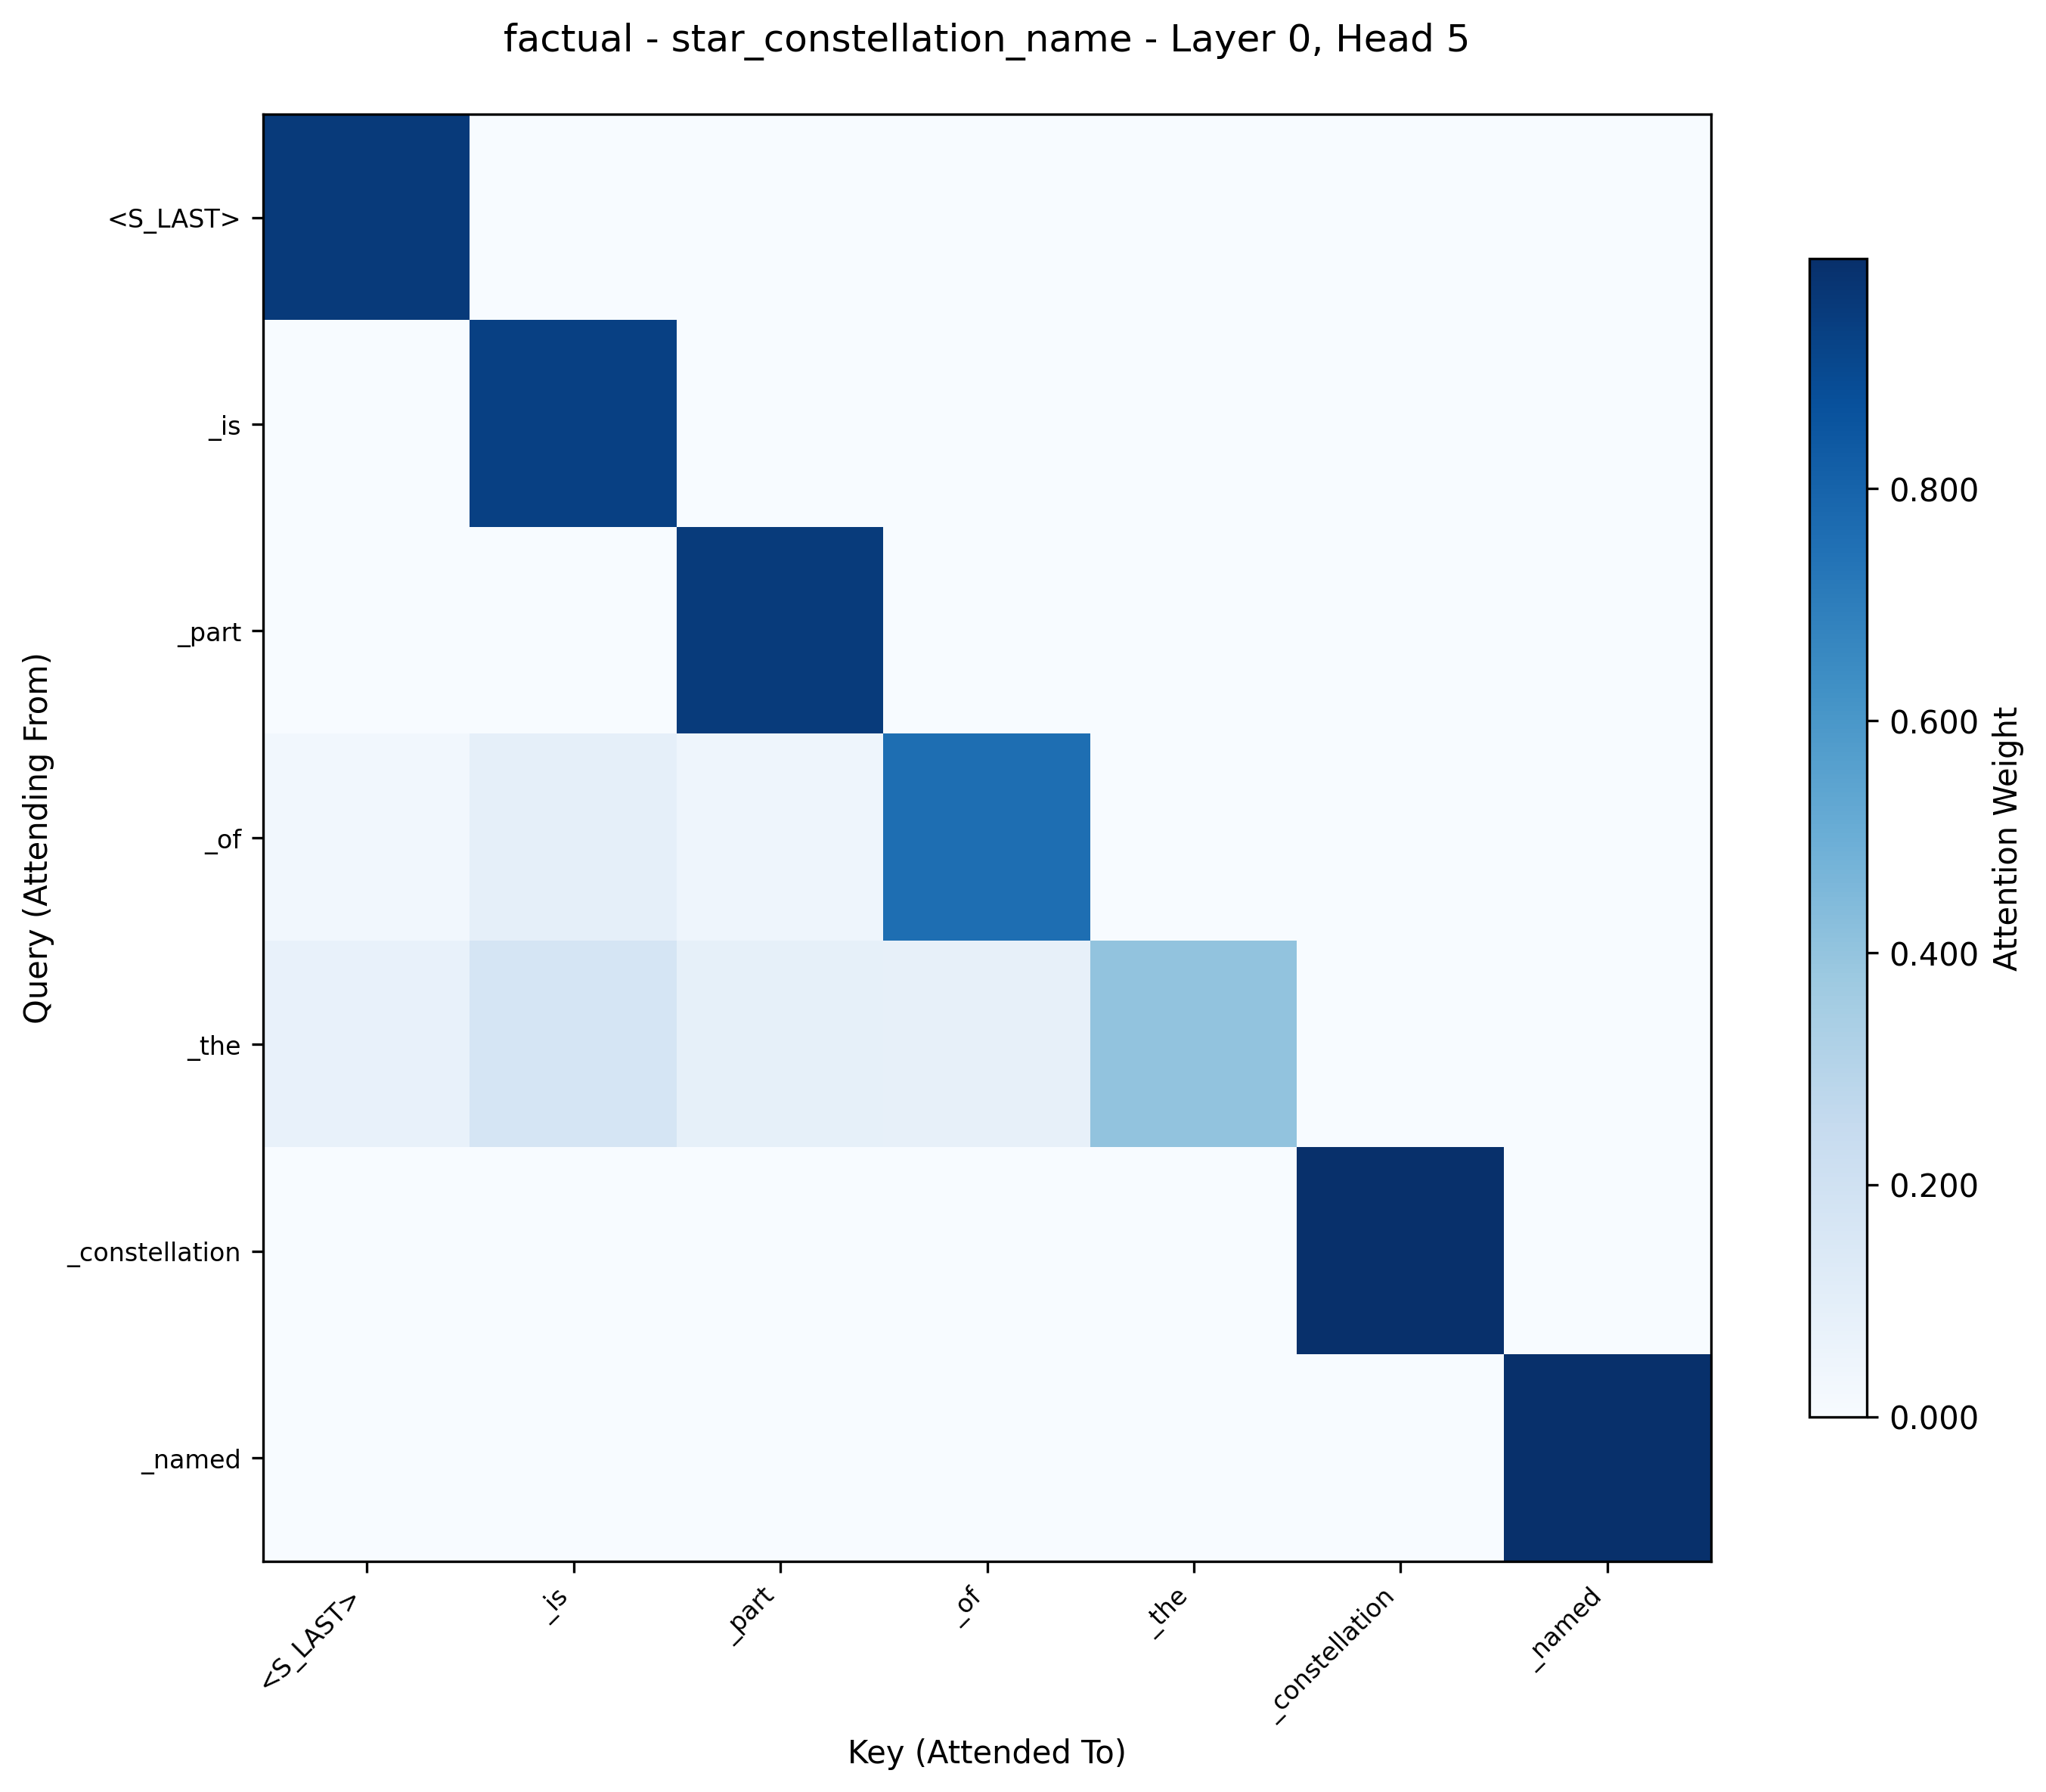 factual - star_constellation_name - Layer 0, Head 5
Query (Attending From)
<S_LAST>
_is
_part
_of
_the
_constellation
_named
<S_LAST>
_is
_part
_of
_the
_constellation
_named
Key (Attended To)
0.800
0.600
0.400
0.200
0.000
Attention Weight